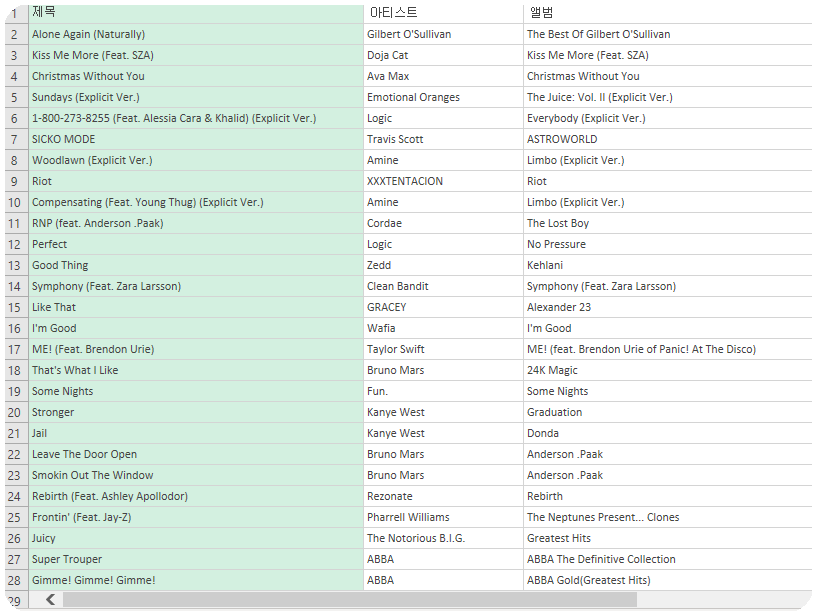 1 제목 아티스트 앨범
2 Alone Again (Naturally) Gilbert O'Sullivan The Best Of Gilbert O'Sullivan
3 Kiss Me More (Feat. SZA) Doja Cat Kiss Me More (Feat. SZA)
4 Christmas Without You Ava Max Christmas Without You
5 Sundays (Explicit Ver.) Emotional Oranges The Juice: Vol. II (Explicit Ver.)
6 1-800-273-8255 (Feat. Alessia Cara & Khalid) (Explicit Ver.) Logic Everybody (Explicit Ver.)
7 SICKO MODE Travis Scott ASTROWORLD
8 Woodlawn (Explicit Ver.) Amine Limbo (Explicit Ver.)
9 Riot XXXTENTACION Riot
10 Compensating (Feat. Young Thug) (Explicit Ver.) Amine Limbo (Explicit Ver.)
11 RNP (feat. Anderson .Paak) Cordae The Lost Boy
12 Perfect Logic No Pressure
13 Good Thing Zedd Kehlani
14 Symphony (Feat. Zara Larsson) Clean Bandit Symphony (Feat. Zara Larsson)
15 Like That GRACEY Alexander 23
16 I'm Good Wafia I'm Good
17 ME! (Feat. Brendon Urie) Taylor Swift ME! (feat. Brendon Urie of Panic! At The Disco)
18 That's What I Like Bruno Mars 24K Magic
19 Some Nights Fun. Some Nights
20 Stronger Kanye West Graduation
21 Jail Kanye West Donda
22 Leave The Door Open Bruno Mars Anderson .Paak
23 Smokin Out The Window Bruno Mars Anderson .Paak
24 Rebirth (Feat. Ashley Apollodor) Rezonate Rebirth
25 Frontin' (Feat. Jay-Z) Pharrell Williams The Neptunes Present... Clones
26 Juicy The Notorious B.I.G. Greatest Hits
27 Super Trouper ABBA ABBA The Definitive Collection
28 Gimme! Gimme! Gimme! ABBA ABBA Gold(Greatest Hits)
29